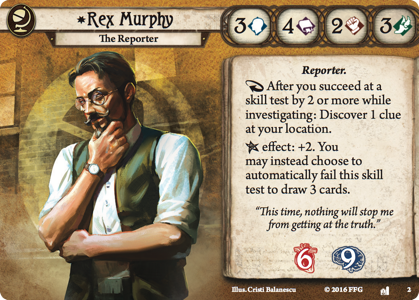 *Rex Murphy
The Reporter
3 4 2 3
Reporter.
After you succeed at a
skill test by 2 or more while
investigating: Discover 1 clue
at your location.
effect: +2. You
may instead choose to
automatically fail this skill
test to draw 3 cards.
“This time, nothing will stop me
from getting at the truth.”
6 9
Illus. Cristi Balanescu © 2016 FFG 2